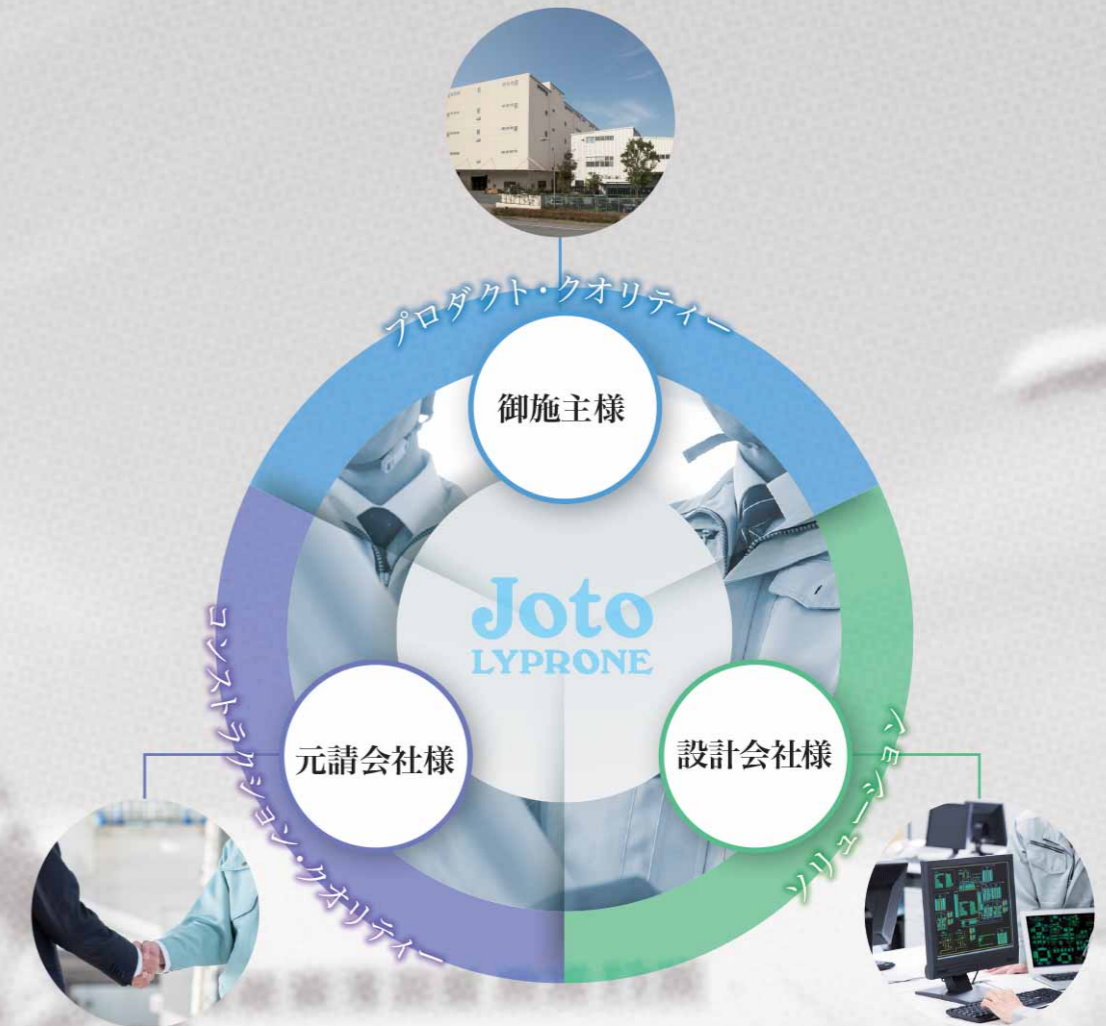 プロダクト・クオリティー
御施主様
Joto
LYPRONE
元請会社様
設計会社様
コンストラクション・クオリティー
ソリューション